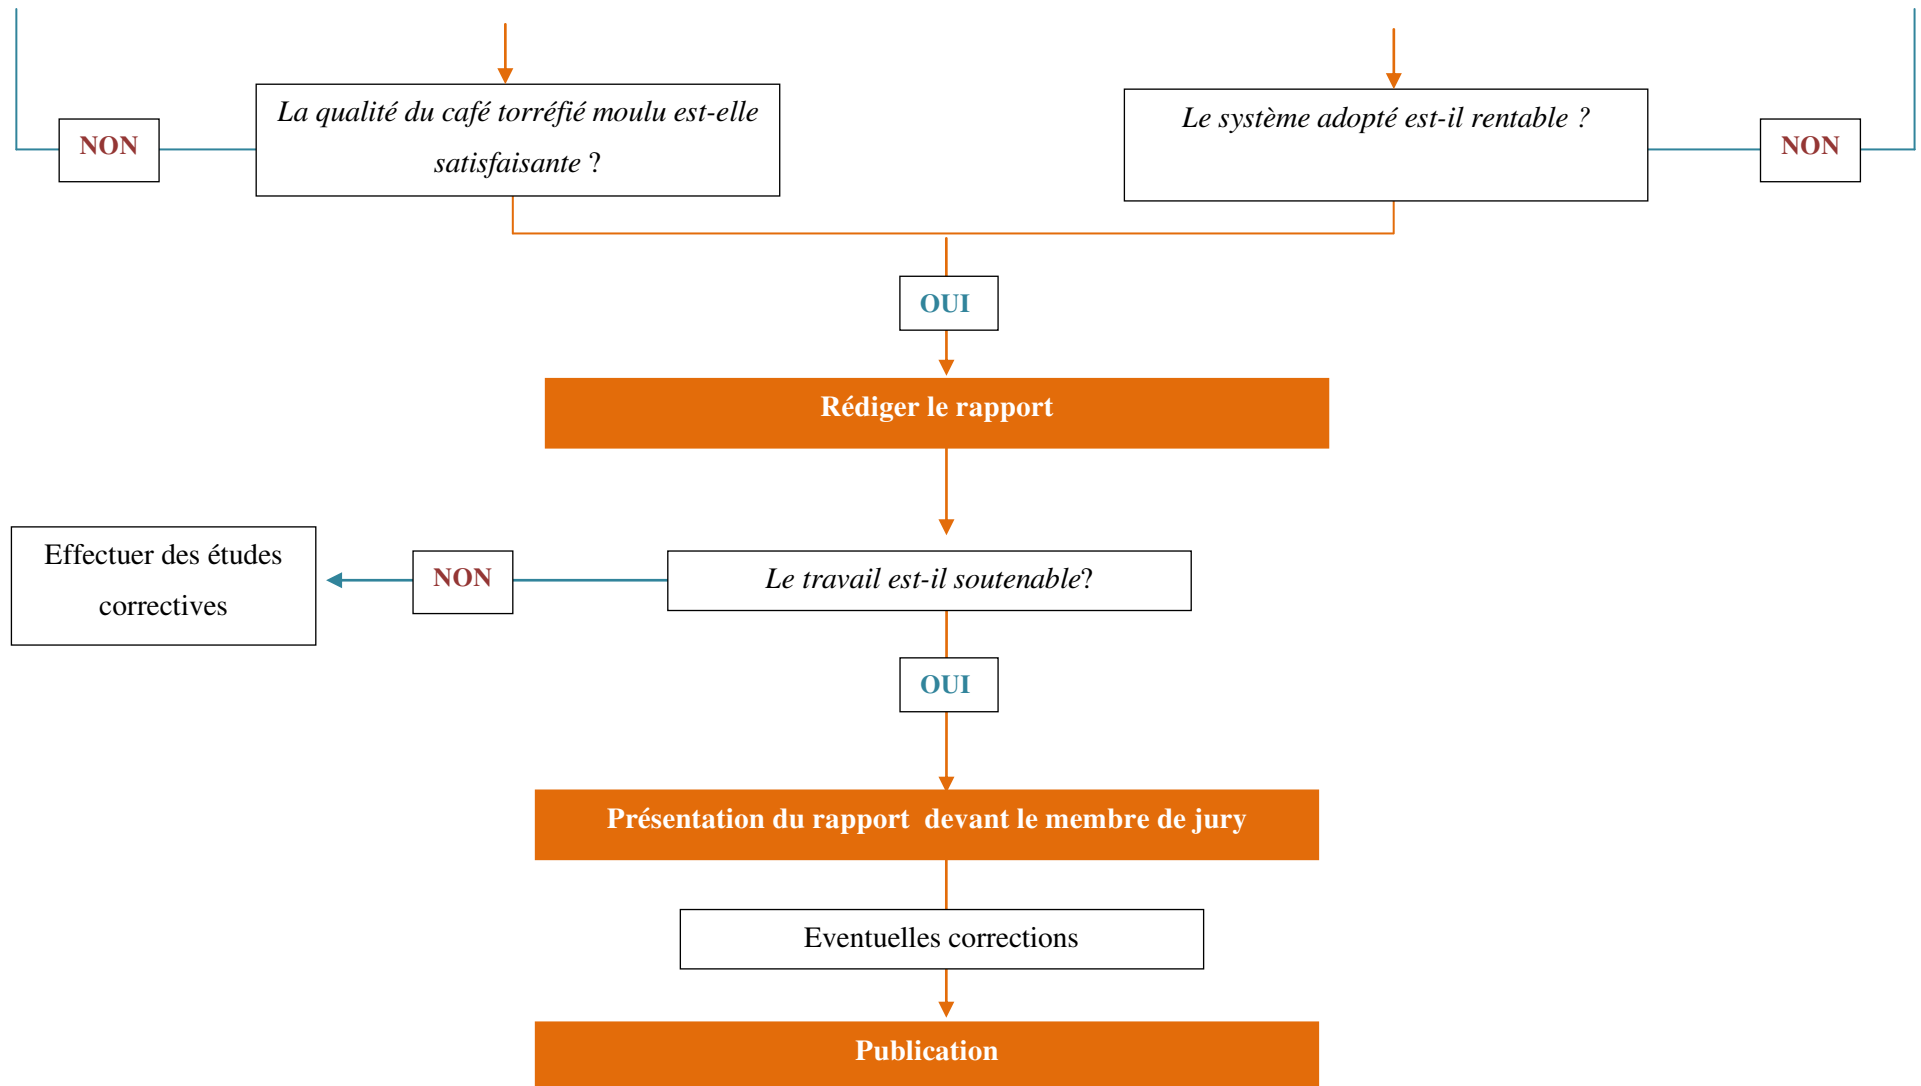 La qualité du café torréfié moulu est-elle
satisfaisante ?
NON
Le système adopté est-il rentable ?
NON
OUI
Rédiger le rapport
Effectuer des études
correctives
NON
Le travail est-il soutenable?
OUI
Présentation du rapport devant le membre de jury
Eventuelles corrections
Publication